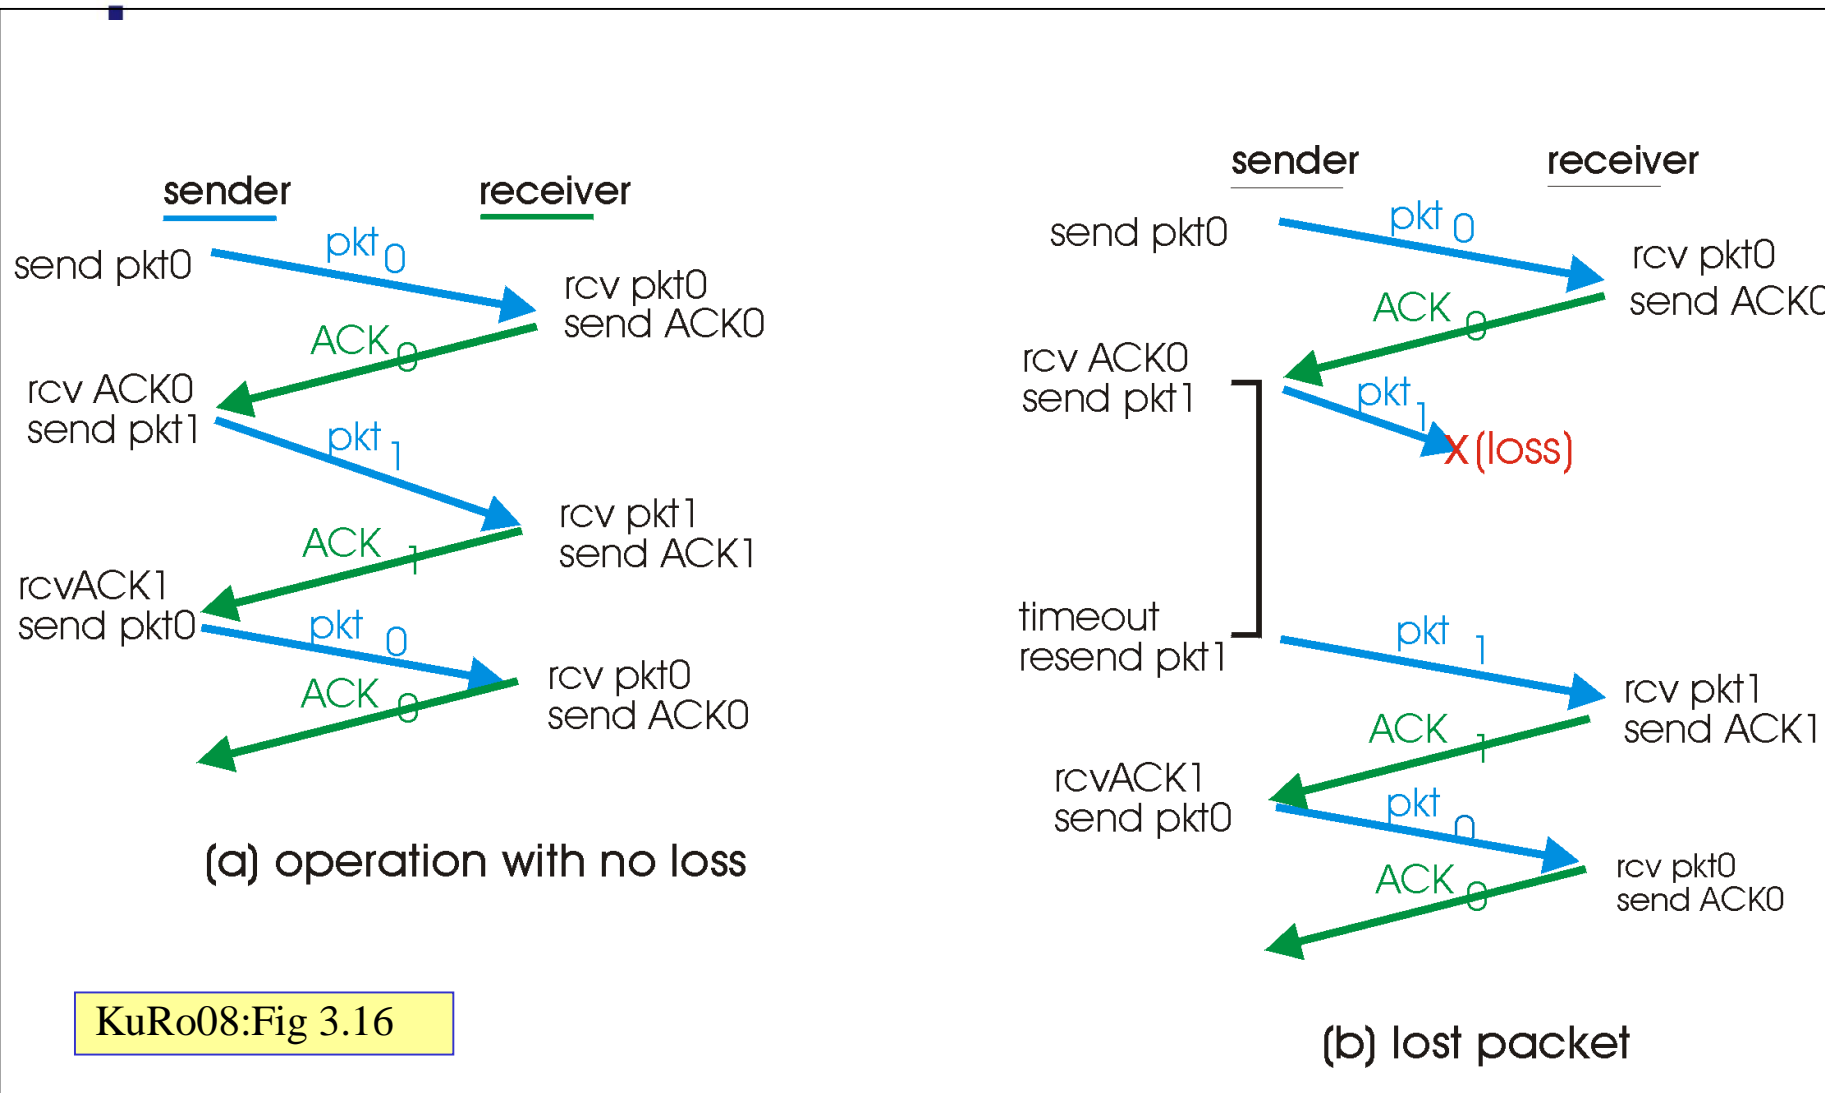 sender receiver
send pkt0
pkt 0
rcv pkt0
send ACK0
ACK 0
rcv ACK0
send pkt1
pkt 1
rcv pkt1
send ACK1
ACK 1
rcvACK1
send pkt0
pkt 0
rcv pkt0
send ACK0
ACK 0
(a) operation with no loss
KuRo08:Fig 3.16
sender receiver
send pkt0
pkt 0
rcv pkt0
send ACK0
ACK 0
rcv ACK0
send pkt1
pkt 1
X (loss)
timeout
resend pkt1
pkt 1
rcv pkt1
send ACK1
ACK 1
rcvACK1
send pkt0
pkt 0
rcv pkt0
send ACK0
ACK 0
(b) lost packet